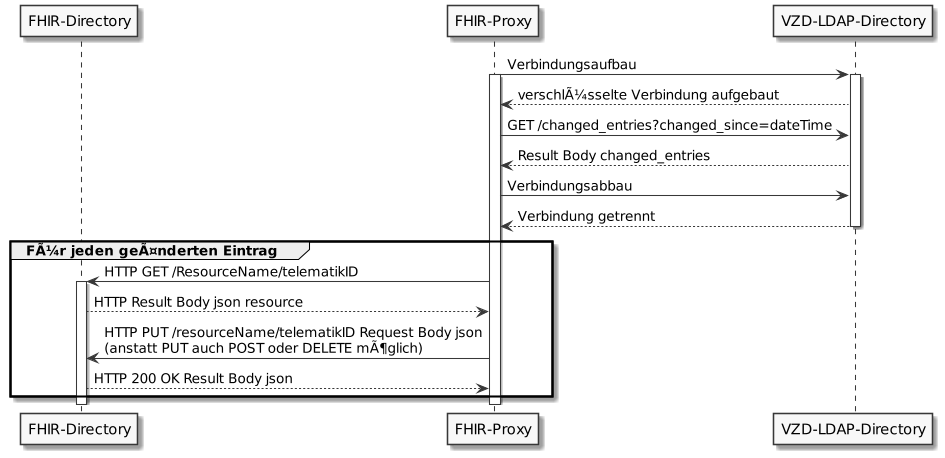 FHIR-Directory
FHIR-Proxy
VZD-LDAP-Directory
Verbindungsaufbau
verschlÃ¼sselte Verbindung aufgebaut
GET /changed_entries?changed_since=dateTime
Result Body changed_entries
Verbindungsabbau
Verbindung getrennt
FÃ¼r jeden geÃ¤nderten Eintrag
HTTP GET /ResourceName/telematikID
HTTP Result Body json resource
HTTP PUT /resourceName/telematikID Request Body json
(anstatt PUT auch POST oder DELETE mÃ¶glich)
HTTP 200 OK Result Body json
FHIR-Directory
FHIR-Proxy
VZD-LDAP-Directory